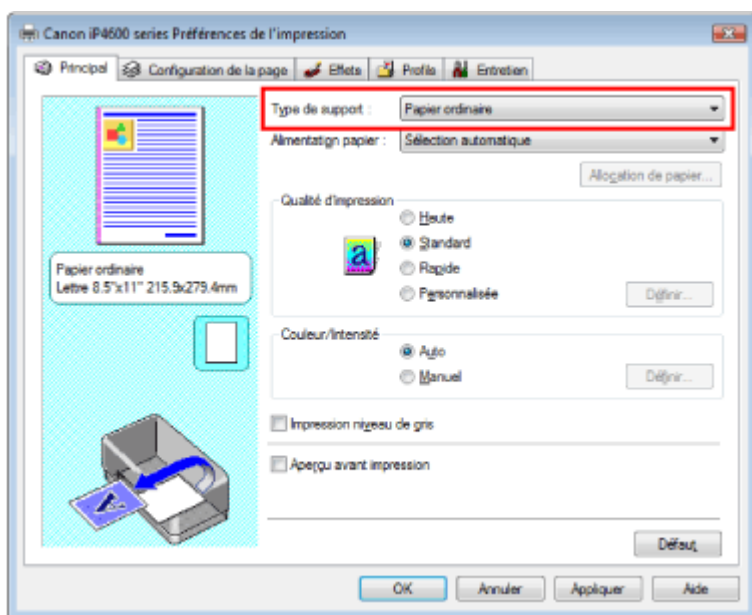 Canon iP4600 series Préférences de l'impression
Principal Configuration de la page Effets Profils Entretien
Type de support : Papier ordinaire
Alimentation papier : Sélection automatique
Allocation de papier...
Qualité d'impression
Haute
a Standard
Rapide
Personnalisée Définir...
Papier ordinaire
Lettre 8.5"x11" 215.9x279.4mm
Couleur/Intensité
Auto
Manuel Définir...
Impression niveau de gris
Aperçu avant impression
A
Défaut
OK Annuler Appliquer Aide